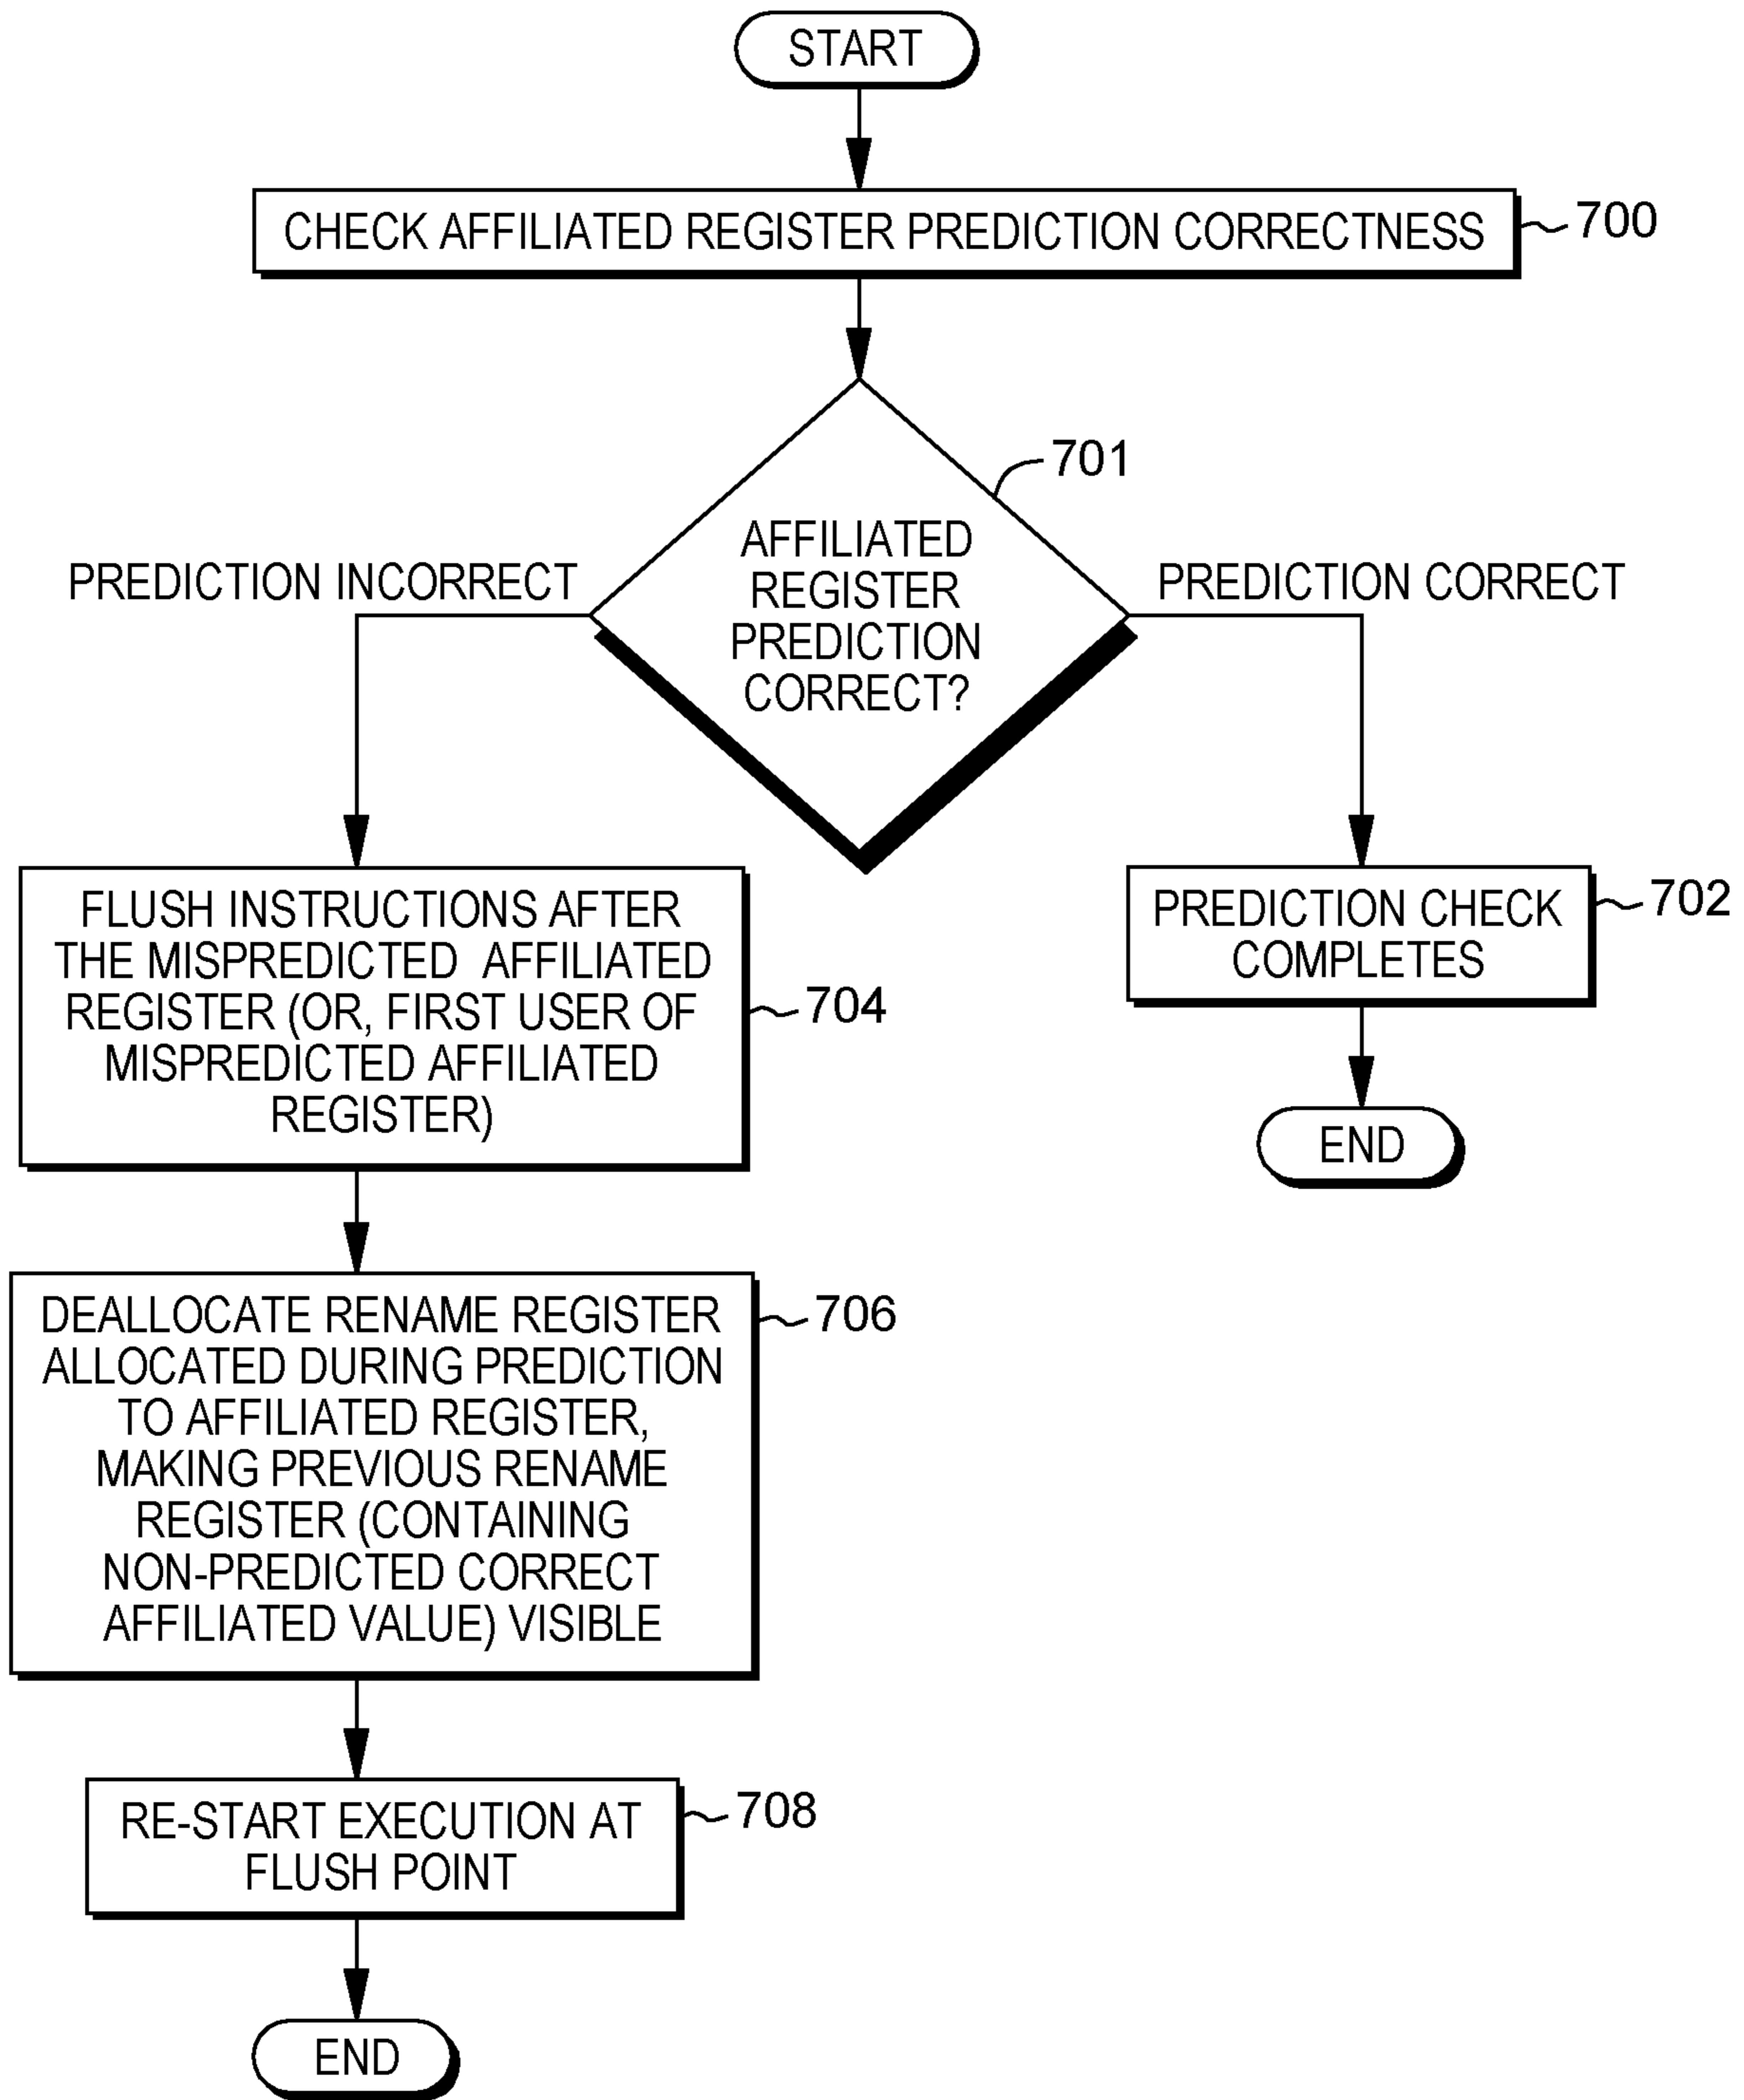 START
CHECK AFFILIATED REGISTER PREDICTION CORRECTNESS
700
701
AFFILIATED
REGISTER
PREDICTION
CORRECT?
PREDICTION INCORRECT
PREDICTION CORRECT
FLUSH INSTRUCTIONS AFTER
THE MISPREDICTED AFFILIATED
REGISTER (OR, FIRST USER OF
MISPREDICTED AFFILIATED
REGISTER)
704
PREDICTION CHECK
COMPLETES
702
END
DEALLOCATE RENAME REGISTER
ALLOCATED DURING PREDICTION
TO AFFILIATED REGISTER,
MAKING PREVIOUS RENAME
REGISTER (CONTAINING
NON-PREDICTED CORRECT
AFFILIATED VALUE) VISIBLE
706
RE-START EXECUTION AT
FLUSH POINT
708
END